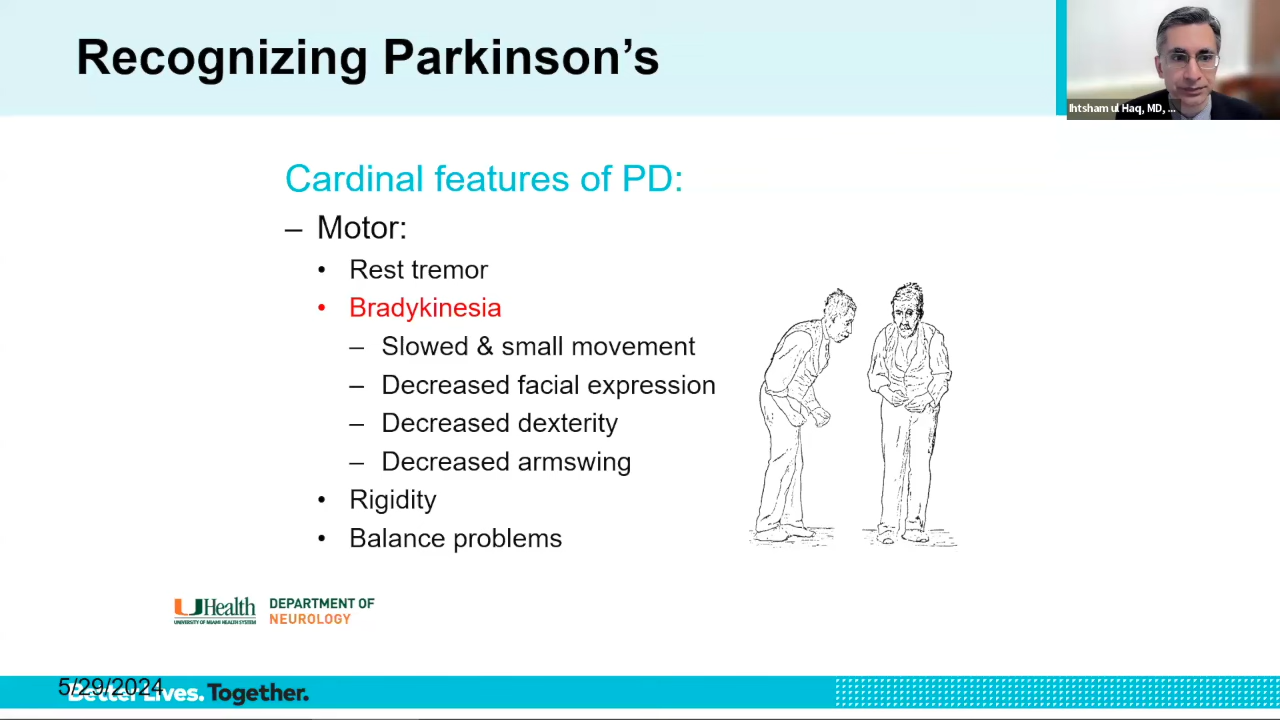 Recognizing Parkinson's
Ihtsham ul Haq, MD, ...
Cardinal features of PD:
– Motor:
• Rest tremor
• Bradykinesia
– Slowed & small movement
– Decreased facial expression
– Decreased dexterity
– Decreased armswing
• Rigidity
• Balance problems
UHealth
UNIVERSITY OF MIAMI HEALTH SYSTEM
DEPARTMENT OF
NEUROLOGY
5/29/2024
Better Lives. Together.